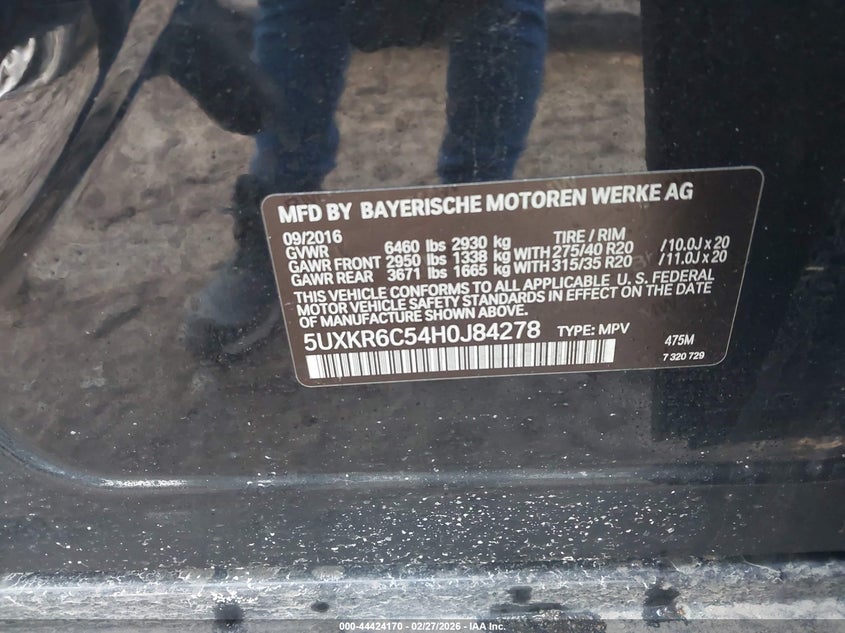 MFD BY BAYERISCHE MOTOREN WERKE AG
09/2016 TIRE / RIM
GVWR 6460 lbs 2930 kg
GAWR FRONT 2950 lbs 1338 kg WITH 275/40 R20 /10.0J x 20
GAWR REAR 3671 lbs 1665 kg WITH 315/35 R20 /11.0J x 20
THIS VEHICLE CONFORMS TO ALL APPLICABLE U. S. FEDERAL
MOTOR VEHICLE SAFETY STANDARDS IN EFFECT ON THE DATE
OF MANUFACTURE SHOWN ABOVE.
5UXKR6C54H0J84278 TYPE: MPV 475M
7 320 729
000-44424170 - 02/27/2026 - IAA Inc.